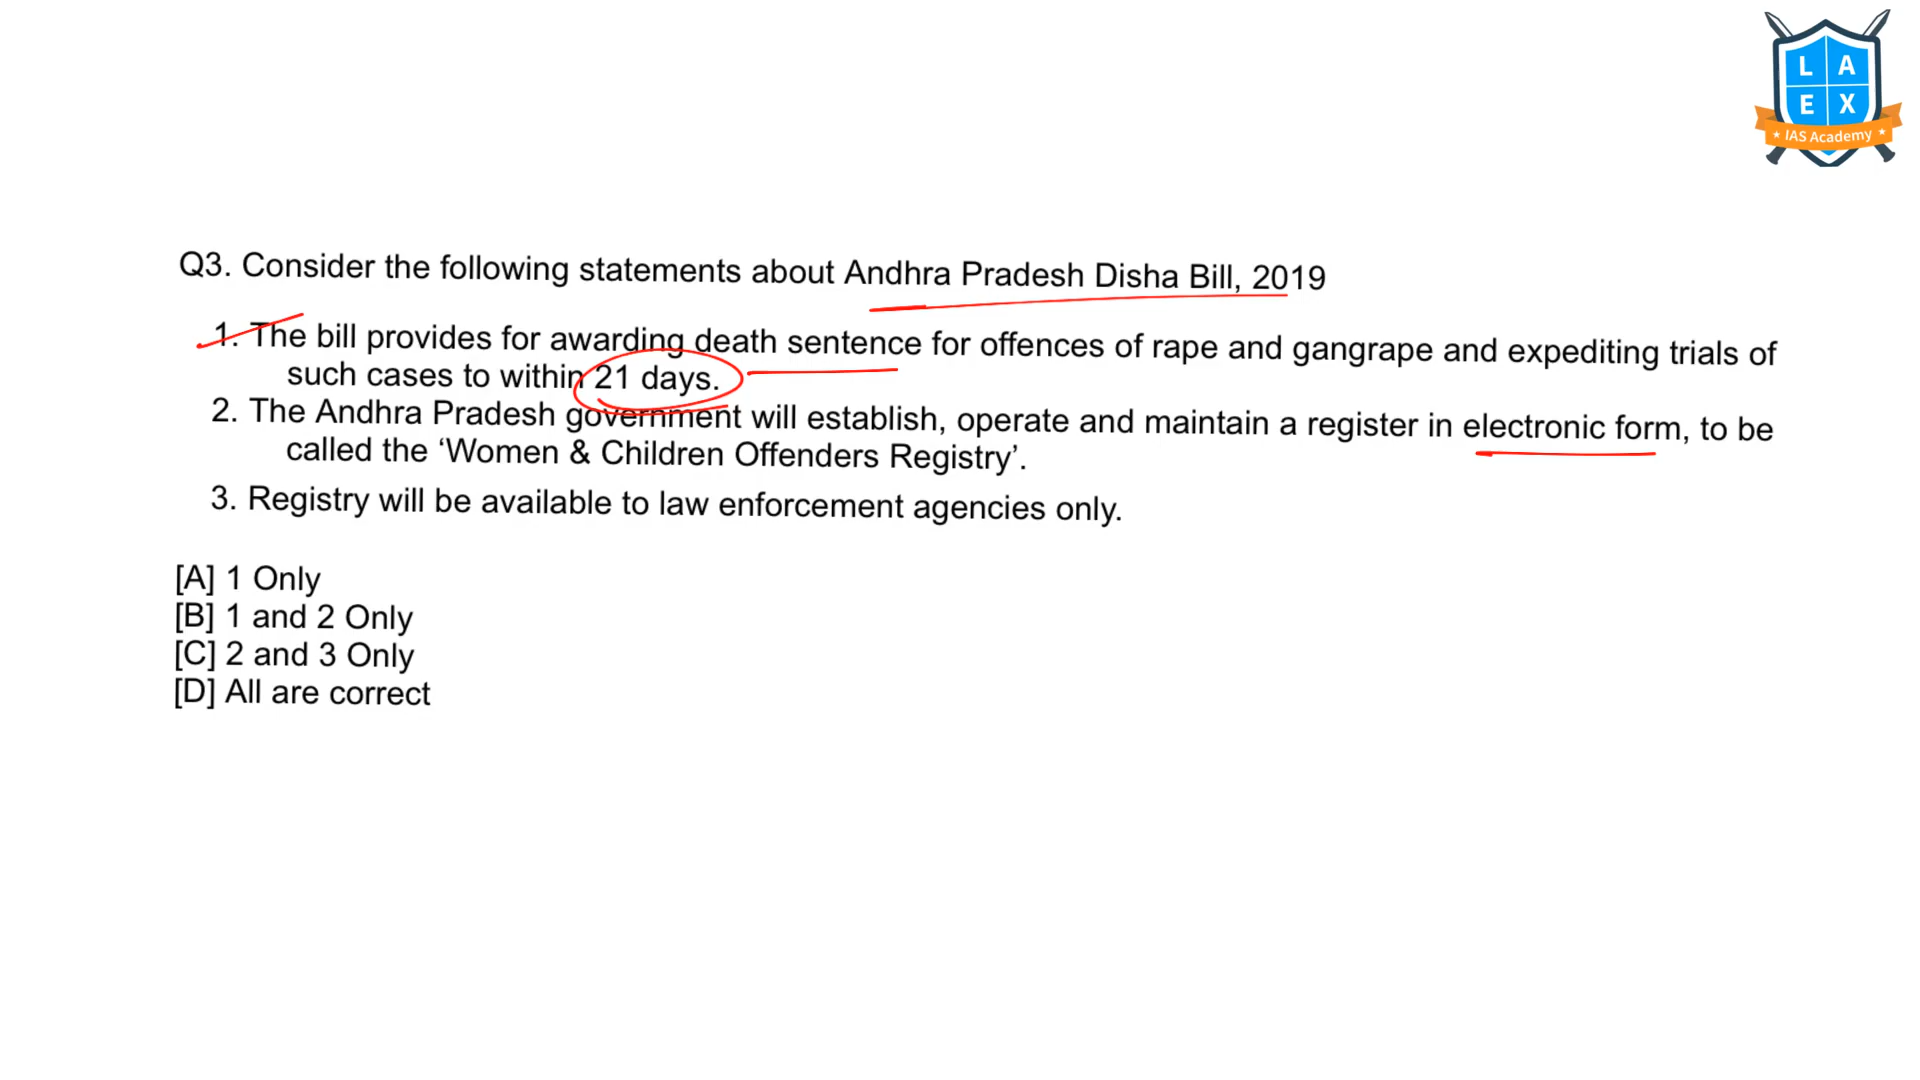 L A
E X
IAS Academy
Q3. Consider the following statements about Andhra Pradesh Disha Bill, 2019
1. The bill provides for awarding death sentence for offences of rape and gangrape and expediting trials of
such cases to within 21 days.
2. The Andhra Pradesh government will establish, operate and maintain a register in electronic form, to be
called the ‘Women & Children Offenders Registry’.
3. Registry will be available to law enforcement agencies only.
[A] 1 Only
[B] 1 and 2 Only
[C] 2 and 3 Only
[D] All are correct